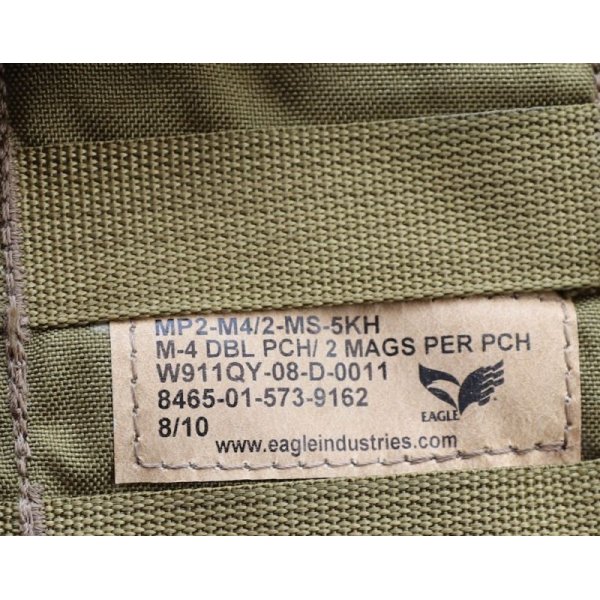 MP2-M4/2-MS-5KH
M-4 DBL PCH/ 2 MAGS PER PCH
W911QY-08-D-0011
8465-01-573-9162
8/10
EAGLE
www.eagleindustries.com